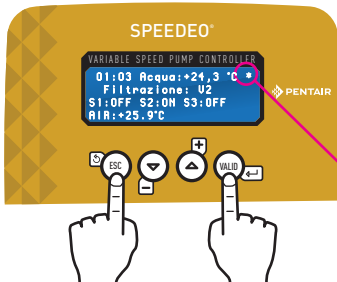 SPEEDEO®
VARIABLE SPEED PUMP CONTROLLER
01:03 Acqua:+24,3 °C *
Filtrazione: V2
S1:OFF S2:ON S3:OFF
AIR:+25.9°C
PENTAIR
ESC
+
-
VALID